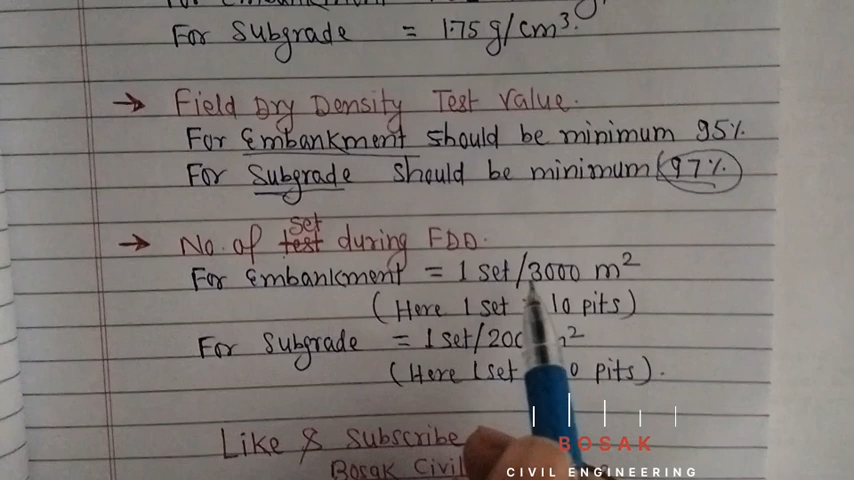 For Subgrade = 1.75 g/cm³.
→ Field Dry Density Test Value.
For Embankment should be minimum 95%
For Subgrade should be minimum 97%
set
→ No. of test during FDD.
For Embankment = 1 set/3000 m²
(Here 1 set = 10 pits)
For Subgrade = 1 set/200 m²
(Here 1 set 0 pits).
Like & Subscribe
Bosak Civil
BOSAK
CIVIL ENGINEERING